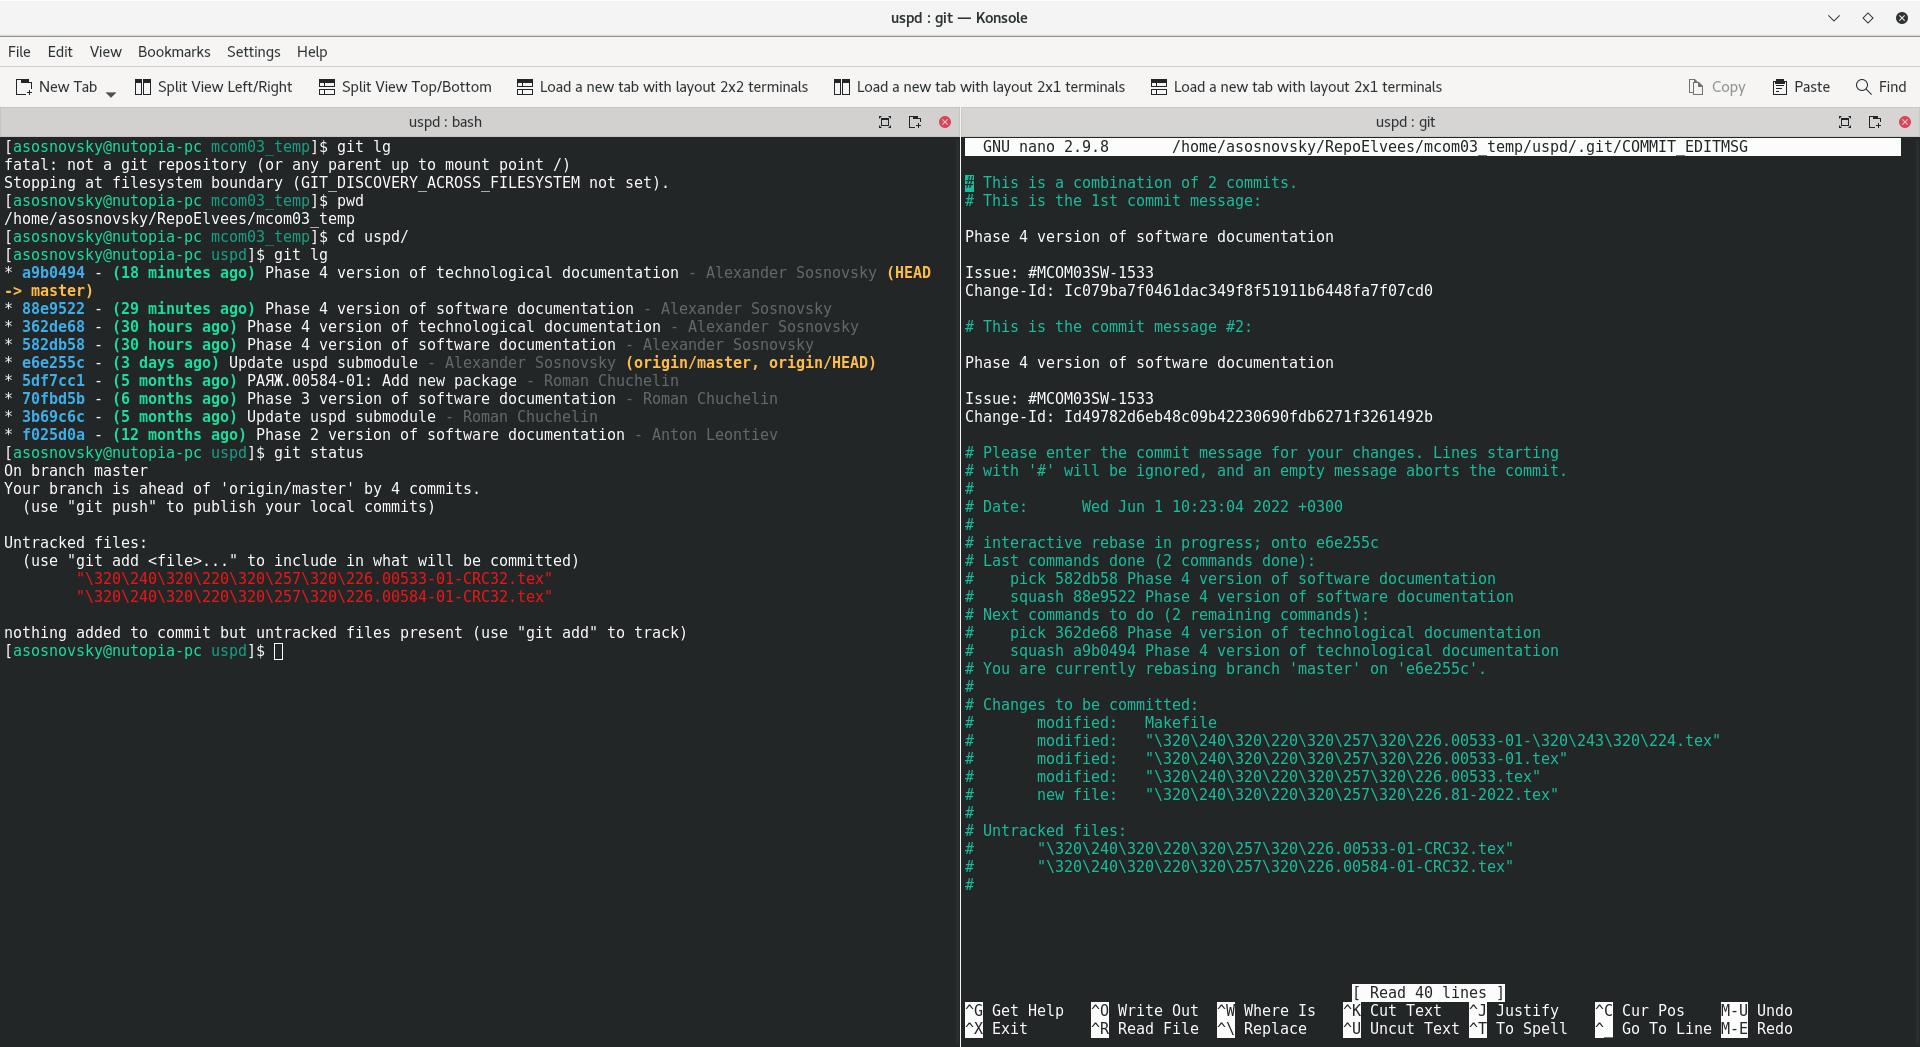 uspd : git — Konsole
File Edit View Bookmarks Settings Help
New Tab Split View Left/Right Split View Top/Bottom Load a new tab with layout 2x2 terminals Load a new tab with layout 2x1 terminals Load a new tab with layout 2x1 terminals Copy Paste Find
uspd : bash
[asosnovsky@nutopia-pc mcom03_temp]$ git lg
fatal: not a git repository (or any parent up to mount point /)
Stopping at filesystem boundary (GIT_DISCOVERY_ACROSS_FILESYSTEM not set).
[asosnovsky@nutopia-pc mcom03_temp]$ pwd
/home/asosnovsky/RepoElvees/mcom03_temp
[asosnovsky@nutopia-pc mcom03_temp]$ cd uspd/
[asosnovsky@nutopia-pc uspd]$ git lg
* a9b0494 - (18 minutes ago) Phase 4 version of technological documentation - Alexander Sosnovsky (HEAD
-> master)
* 88e9522 - (29 minutes ago) Phase 4 version of software documentation - Alexander Sosnovsky
* 362de68 - (30 hours ago) Phase 4 version of technological documentation - Alexander Sosnovsky
* 582db58 - (30 hours ago) Phase 4 version of software documentation - Alexander Sosnovsky
* e6e255c - (3 days ago) Update uspd submodule - Alexander Sosnovsky (origin/master, origin/HEAD)
* 5df7cc1 - (5 months ago) РАЯЖ.00584-01: Add new package - Roman Chuchelin
* 70fbd5b - (6 months ago) Phase 3 version of software documentation - Roman Chuchelin
* 3b69c6c - (5 months ago) Update uspd submodule - Roman Chuchelin
* f025d0a - (12 months ago) Phase 2 version of software documentation - Anton Leontiev
[asosnovsky@nutopia-pc uspd]$ git status
On branch master
Your branch is ahead of 'origin/master' by 4 commits.
(use "git push" to publish your local commits)
Untracked files:
(use "git add <file>..." to include in what will be committed)
"\320\240\320\220\320\257\320\226.00533-01-CRC32.tex"
"\320\240\320\220\320\257\320\226.00584-01-CRC32.tex"
nothing added to commit but untracked files present (use "git add" to track)
[asosnovsky@nutopia-pc uspd]$
uspd : git
GNU nano 2.9.8 /home/asosnovsky/RepoElvees/mcom03_temp/uspd/.git/COMMIT_EDITMSG
# This is a combination of 2 commits.
# This is the 1st commit message:
Phase 4 version of software documentation
Issue: #MCOM03SW-1533
Change-Id: Ic079ba7f0461dac349f8f51911b6448fa7f07cd0
# This is the commit message #2:
Phase 4 version of software documentation
Issue: #MCOM03SW-1533
Change-Id: Id49782d6eb48c09b42230690fdb6271f3261492b
# Please enter the commit message for your changes. Lines starting
# with '#' will be ignored, and an empty message aborts the commit.
#
# Date: Wed Jun 1 10:23:04 2022 +0300
#
# interactive rebase in progress; onto e6e255c
# Last commands done (2 commands done):
# pick 582db58 Phase 4 version of software documentation
# squash 88e9522 Phase 4 version of software documentation
# Next commands to do (2 remaining commands):
# pick 362de68 Phase 4 version of technological documentation
# squash a9b0494 Phase 4 version of technological documentation
# You are currently rebasing branch 'master' on 'e6e255c'.
#
# Changes to be committed:
# modified: Makefile
# modified: "\320\240\320\220\320\257\320\226.00533-01-\320\243\320\224.tex"
# modified: "\320\240\320\220\320\257\320\226.00533-01.tex"
# modified: "\320\240\320\220\320\257\320\226.00533.tex"
# new file: "\320\240\320\220\320\257\320\226.81-2022.tex"
#
# Untracked files:
# "\320\240\320\220\320\257\320\226.00533-01-CRC32.tex"
# "\320\240\320\220\320\257\320\226.00584-01-CRC32.tex"
#
[ Read 40 lines ]
^G Get Help ^O Write Out ^W Where Is ^K Cut Text ^J Justify ^C Cur Pos M-U Undo
^X Exit ^R Read File ^\ Replace ^U Uncut Text ^T To Spell ^_ Go To Line M-E Redo